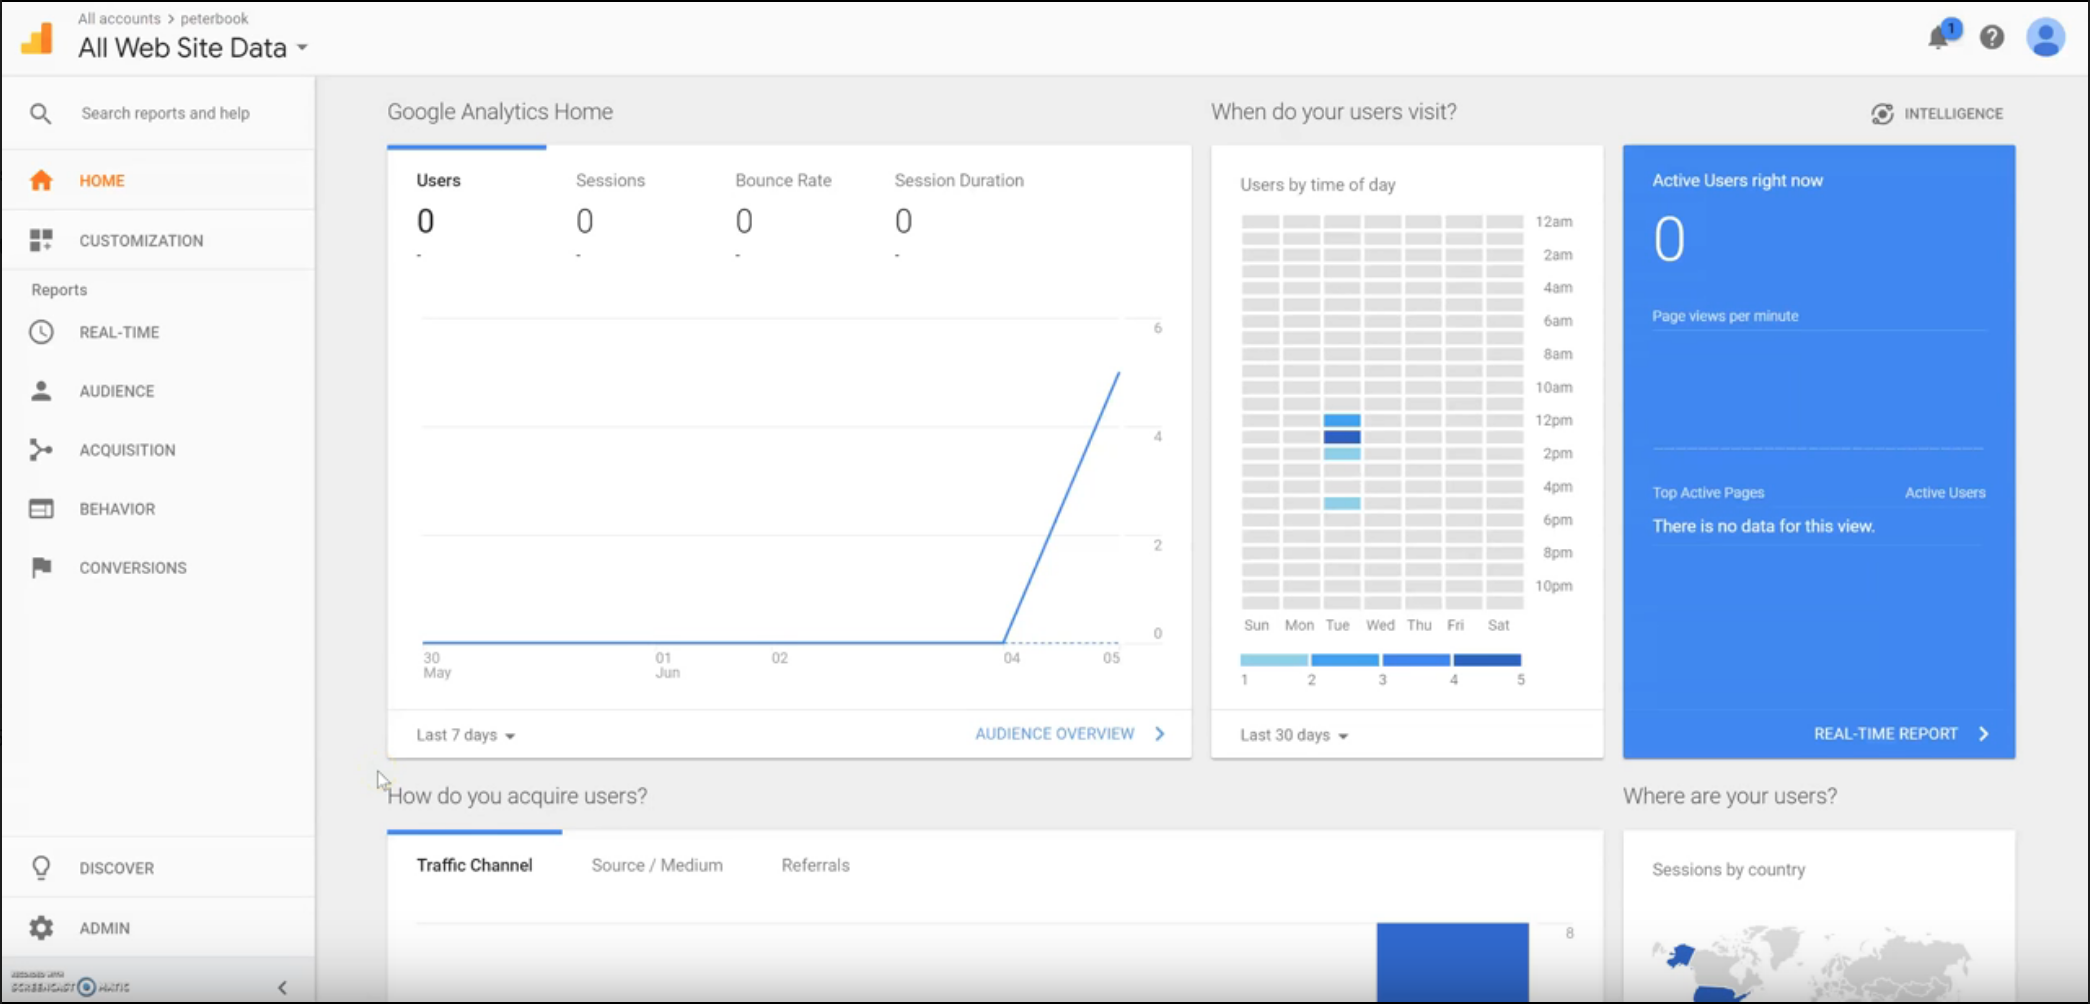 All accounts > peterbook
All Web Site Data
1
Search reports and help
HOME
CUSTOMIZATION
Reports
REAL-TIME
AUDIENCE
ACQUISITION
BEHAVIOR
CONVERSIONS
DISCOVER
ADMIN
RECORDED WITH
SCREENCAST MATIC
Google Analytics Home
Users Sessions Bounce Rate Session Duration
0 0 0 0
- - - -
6
4
2
0
30 01 02 04 05
May Jun
Last 7 days
AUDIENCE OVERVIEW
When do your users visit?
INTELLIGENCE
Users by time of day
12am
2am
4am
6am
8am
10am
12pm
2pm
4pm
6pm
8pm
10pm
Sun Mon Tue Wed Thu Fri Sat
1 2 3 4 5
Last 30 days
Active Users right now
0
Page views per minute
Top Active Pages Active Users
There is no data for this view.
REAL-TIME REPORT
How do you acquire users?
Traffic Channel Source / Medium Referrals
8
Where are your users?
Sessions by country